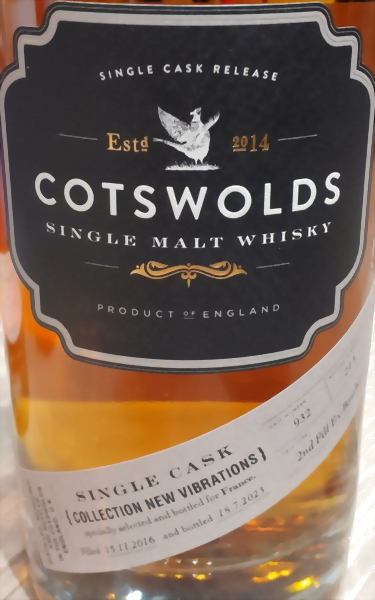 SINGLE CASK RELEASE
Estd 2014
COTSWOLDS
SINGLE MALT WHISKY
PRODUCT OF ENGLAND
SINGLE CASK
[COLLECTION NEW VIBRATIONS]
specially selected and bottled for France.
Filled 15.11.2016 and bottled 18.7.2023
932
2nd Fill Ex-